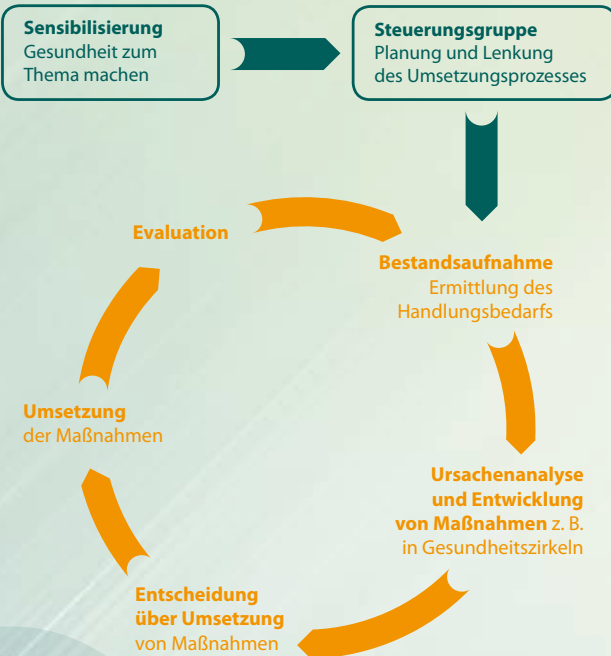 Sensibilisierung
Gesundheit zum
Thema machen
Steuerungsgruppe
Planung und Lenkung
des Umsetzungsprozesses
Evaluation
Bestandsaufnahme
Ermittlung des
Handlungsbedarfs
Umsetzung
der Maßnahmen
Ursachenanalyse
und Entwicklung
von Maßnahmen z. B.
in Gesundheitszirkeln
Entscheidung
über Umsetzung
von Maßnahmen